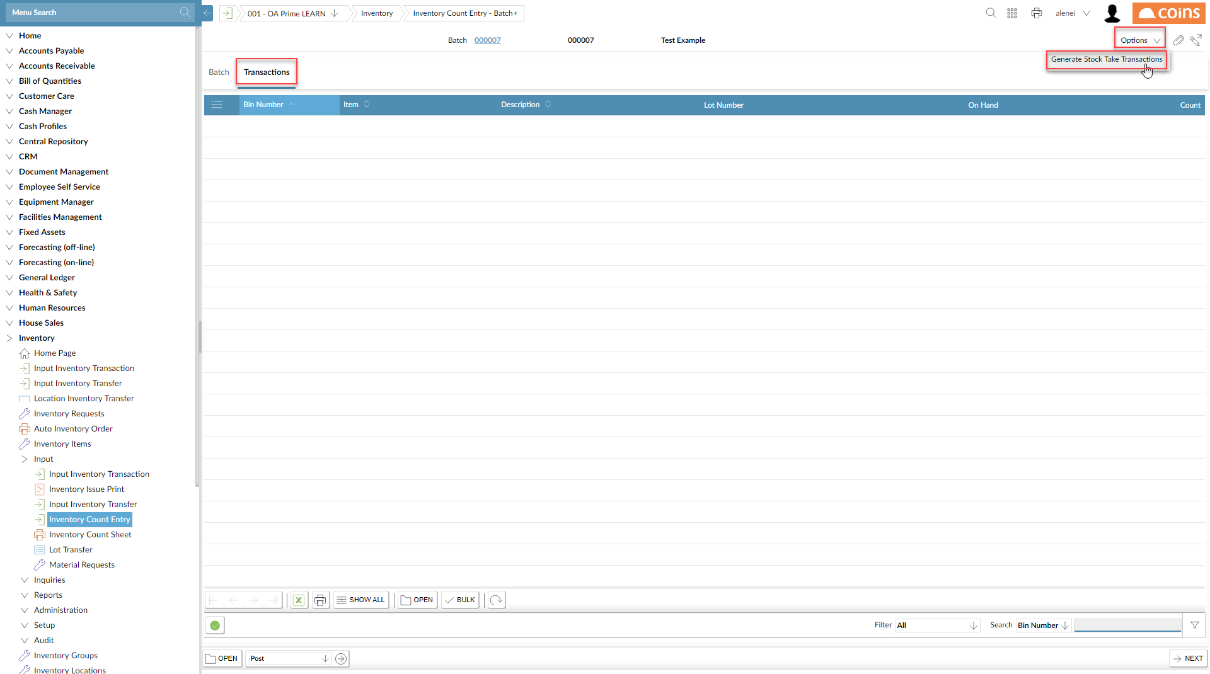 Menu Search
001 - OA Prime LEARN
Inventory
Inventory Count Entry - Batch+
alenei
coins
Batch 000007 000007 Test Example
Options
Generate Stock Take Transactions
Batch
Transactions
Bin Number Item Description Lot Number On Hand Count
Home
Accounts Payable
Accounts Receivable
Bill of Quantities
Customer Care
Cash Manager
Cash Profiles
Central Repository
CRM
Document Management
Employee Self Service
Equipment Manager
Facilities Management
Fixed Assets
Forecasting (off-line)
Forecasting (on-line)
General Ledger
Health & Safety
Human Resources
House Sales
Inventory
Home Page
Input Inventory Transaction
Input Inventory Transfer
Location Inventory Transfer
Inventory Requests
Auto Inventory Order
Inventory Items
Input
Input Inventory Transaction
Inventory Issue Print
Input Inventory Transfer
Inventory Count Entry
Inventory Count Sheet
Lot Transfer
Material Requests
Inquiries
Reports
Administration
Setup
Audit
Inventory Groups
Inventory Locations
SHOW ALL OPEN BULK
Filter All Search Bin Number
OPEN Post NEXT